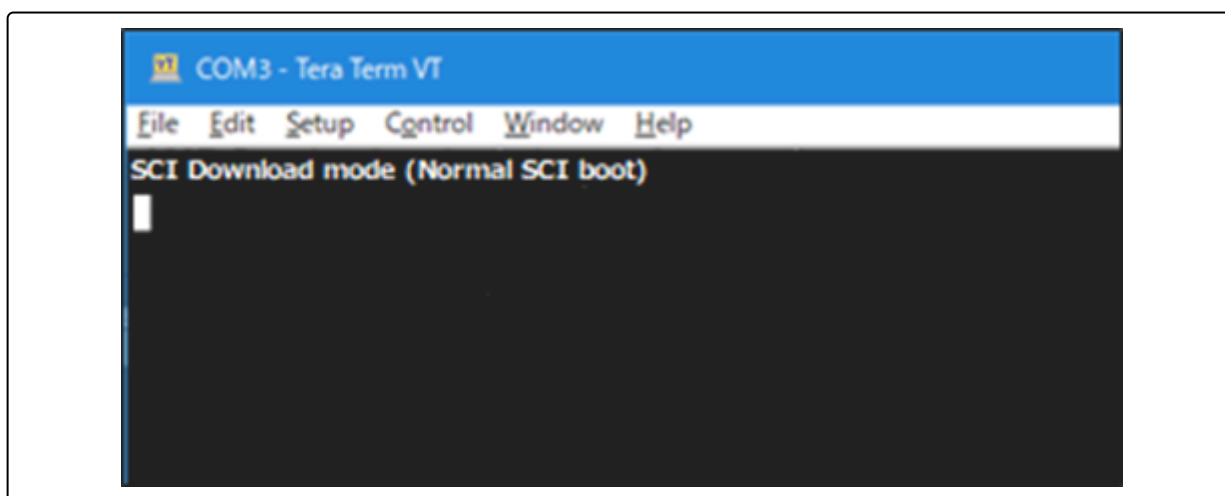 COM3 - Tera Term VT
File Edit Setup Control Window Help
SCI Download mode (Normal SCI boot)